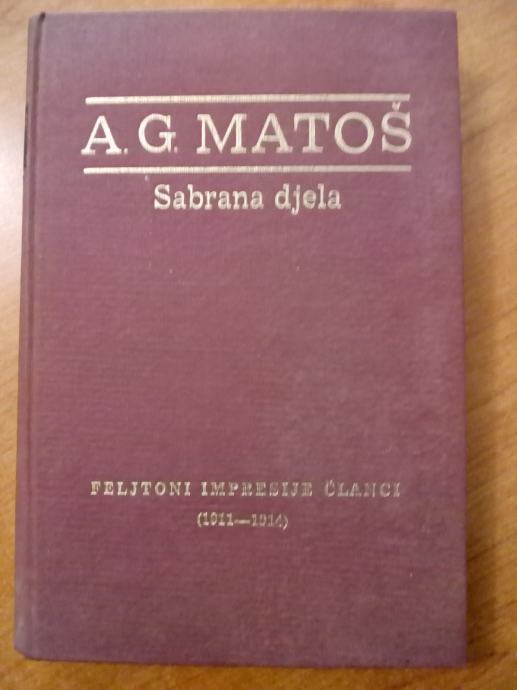 A. G. MATOŠ
Sabrana djela
FELJTONI IMPRESIJE ČLANCI
(1911—1914)